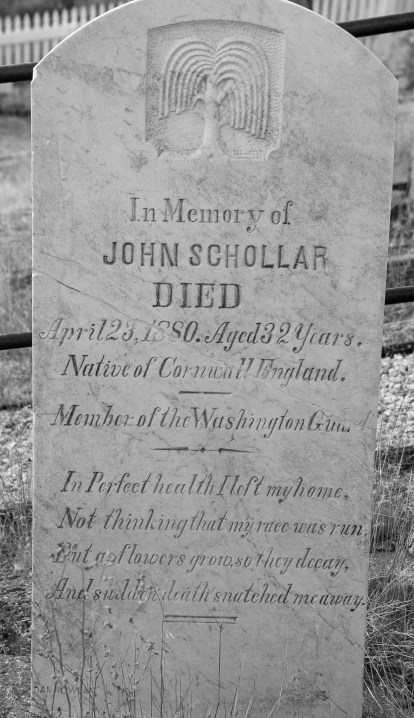 In Memory of
JOHN SCHOLLAR
DIED
April 23, 1880. Aged 32 Years.
Native of Cornwall England.
Member of the Washington
In Perfect health I left my home,
Not thinking that my race was run,
But as flowers grow, so they decay,
And sudden death snatched me away.